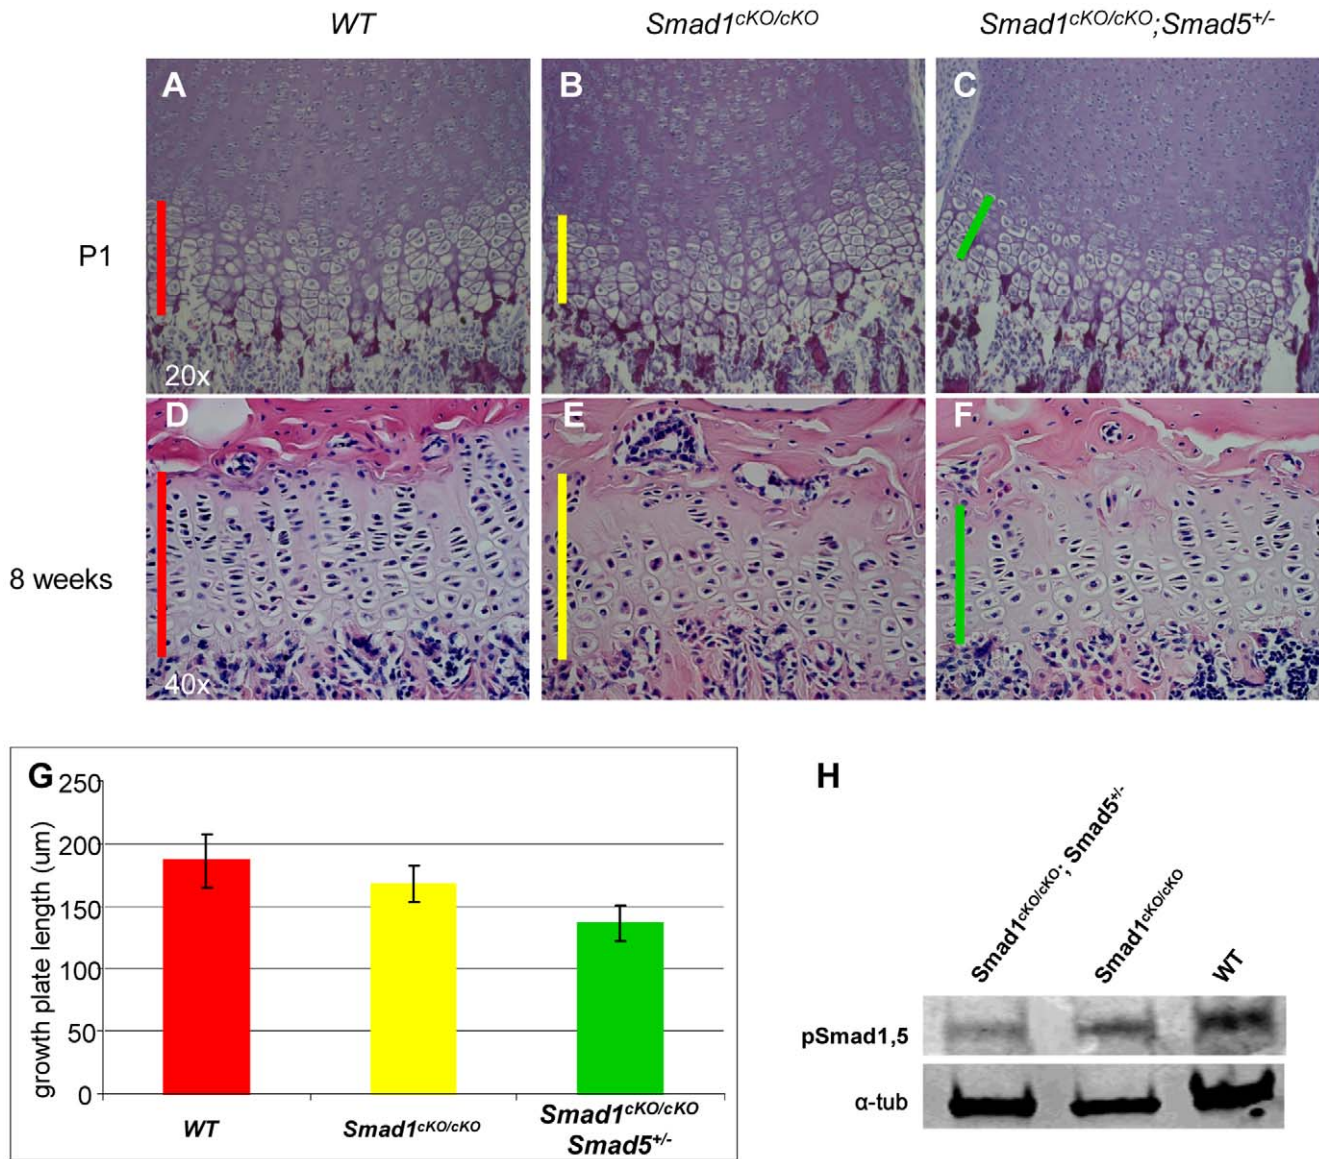 WT Smad1cKO/cKO Smad1cKO/cKO;Smad5+/-
A B C
P1
20x
D E F
8 weeks
40x
G
growth plate length (um)
250
200
150
100
50
0
WT Smad1cKO/cKO Smad1cKO/cKO
Smad5+/-
H
Smad1cKO/cKO; Smad5+/-
Smad1cKO/cKO
WT
pSmad1,5
α-tub